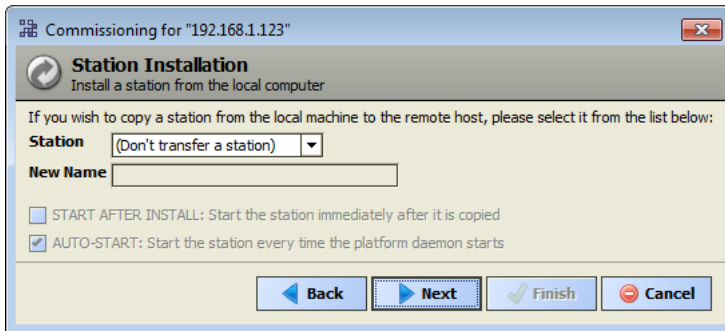 Commissioning for "192.168.1.123"
Station Installation
Install a station from the local computer
If you wish to copy a station from the local machine to the remote host, please select it from the list below:
Station (Don't transfer a station)
New Name
START AFTER INSTALL: Start the station immediately after it is copied
AUTO-START: Start the station every time the platform daemon starts
Back Next Finish Cancel